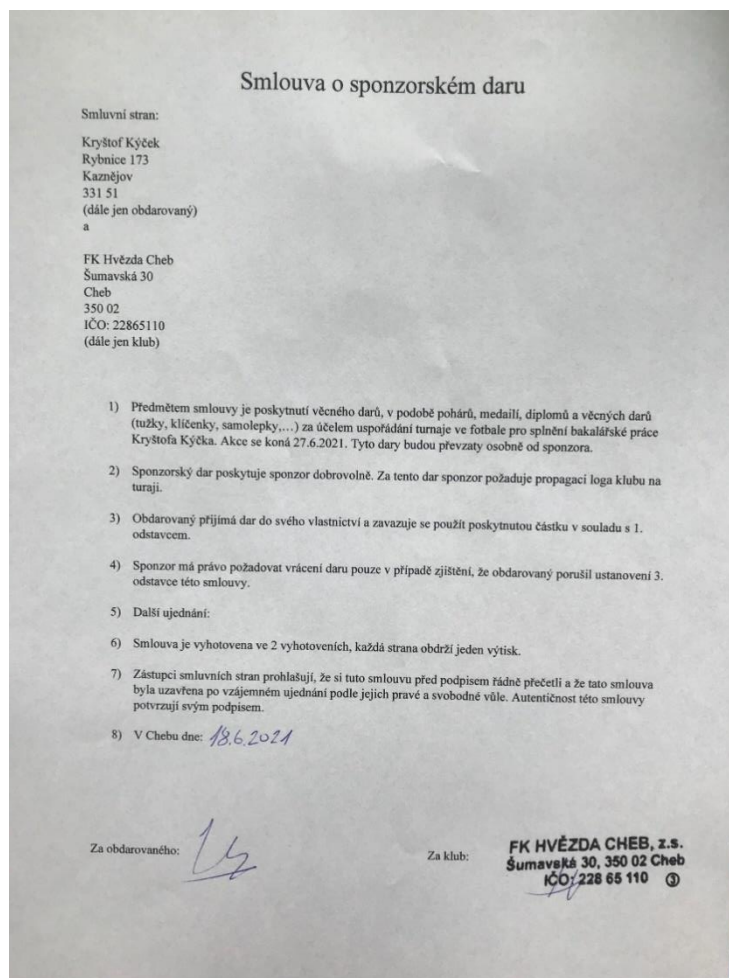 Smlouva o sponzorském daru
Smluvní stran:
Kryštof Kýček
Rybnice 173
Kaznějov
331 51
(dále jen obdarovaný)
a
FK Hvězda Cheb
Šumavská 30
Cheb
350 02
IČO: 22865110
(dále jen klub)
1) Předmětem smlouvy je poskytnutí věcného darů, v podobě pohárů, medailí, diplomů a věcných darů
(tužky, klíčenky, samolepky,…) za účelem uspořádání turnaje ve fotbale pro splnění bakalářské práce
Kryštofa Kýčka. Akce se koná 27.6.2021. Tyto dary budou převzaty osobně od sponzora.
2) Sponzorský dar poskytuje sponzor dobrovolně. Za tento dar sponzor požaduje propagaci loga klubu na
turaji.
3) Obdarovaný přijímá dar do svého vlastnictví a zavazuje se použít poskytnutou částku v souladu s 1.
odstavcem.
4) Sponzor má právo požadovat vrácení daru pouze v případě zjištění, že obdarovaný porušil ustanovení 3.
odstavce této smlouvy.
5) Další ujednání:
6) Smlouva je vyhotovena ve 2 vyhotoveních, každá strana obdrží jeden výtisk.
7) Zástupci smluvních stran prohlašují, že si tuto smlouvu před podpisem řádně přečetli a že tato smlouva
byla uzavřena po vzájemném ujednání podle jejich pravé a svobodné vůle. Autentičnost této smlouvy
potvrzují svým podpisem.
8) V Chebu dne: 18.6.2021
Za obdarovaného:
Za klub:
FK HVĚZDA CHEB, z.s.
Šumavská 30, 350 02 Cheb
IČO: 228 65 110 ③